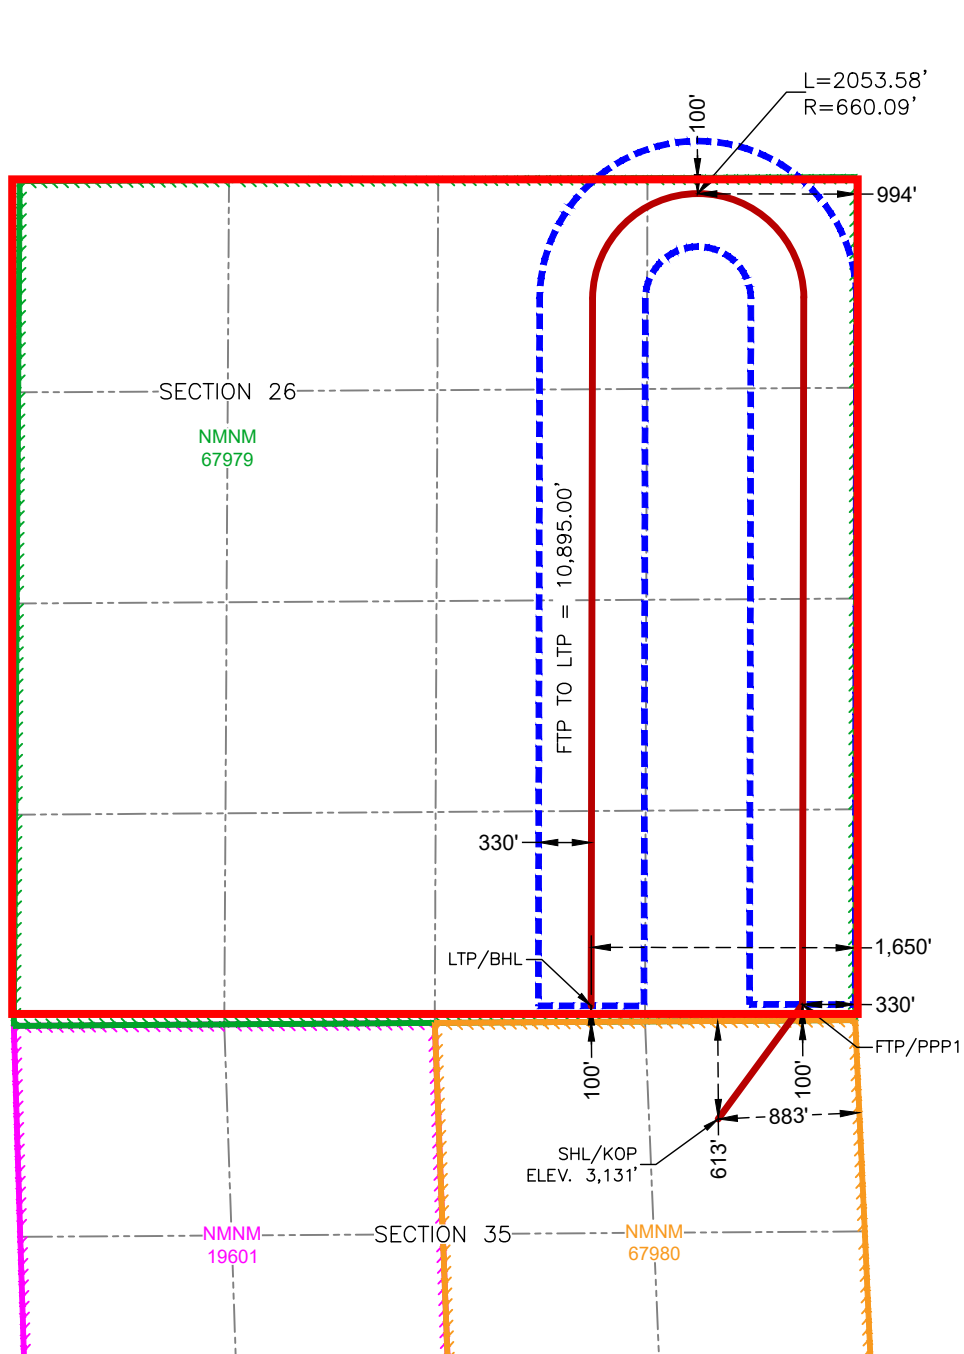 L=2053.58'
R=660.09'
100'
994'
SECTION 26
NMNM
67979
FTP TO LTP = 10,895.00'
330'
1,650'
LTP/BHL
330'
FTP/PPP1
100'
100'
883'
613'
SHL/KOP
ELEV. 3,131'
NMNM
19601
SECTION 35
NMNM
67980